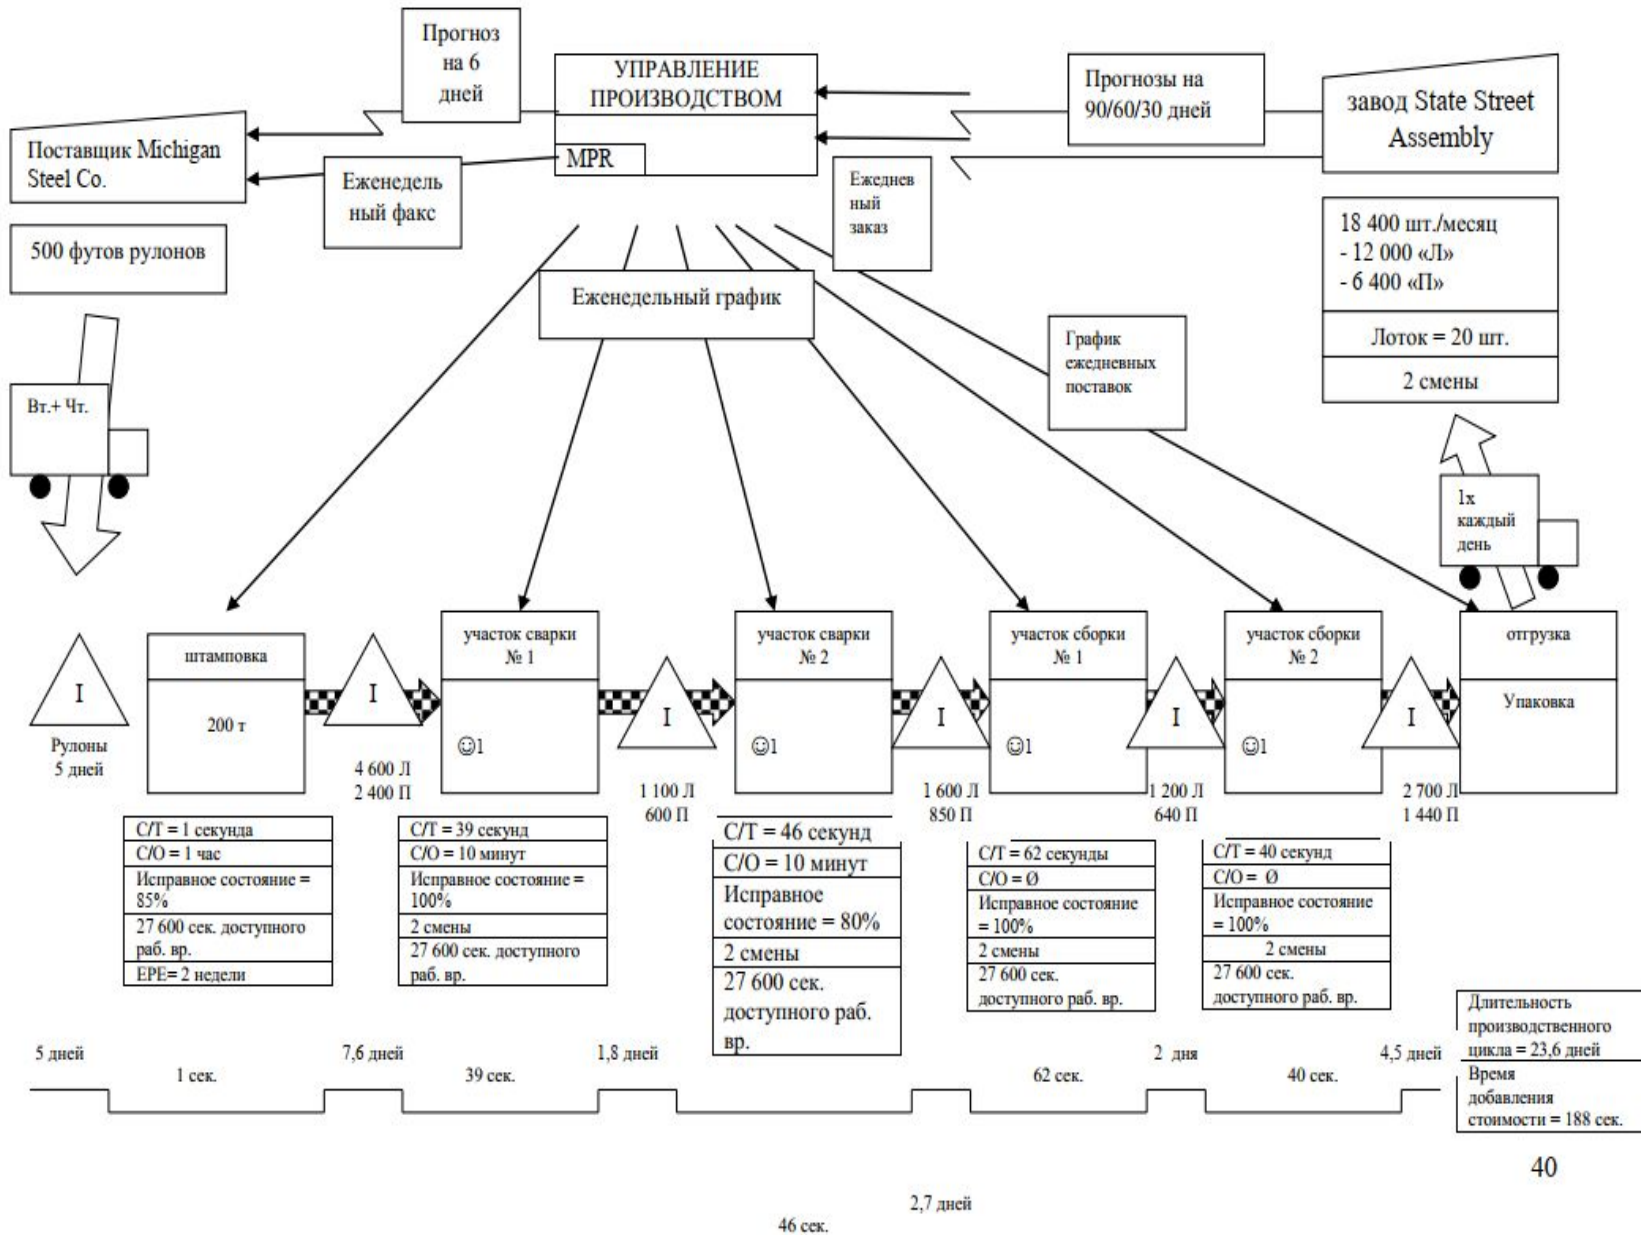 Прогноз
на 6
дней
УПРАВЛЕНИЕ
ПРОИЗВОДСТВОМ
MPR
Прогнозы на
90/60/30 дней
завод State Street
Assembly
Поставщик Michigan
Steel Co.
Еженедель
ный факс
Ежеднев
ный
заказ
500 футов рулонов
18 400 шт./месяц
- 12 000 «Л»
- 6 400 «П»
Лоток = 20 шт.
2 смены
Еженедельный график
График
ежедневных
поставок
Вт.+ Чт.
1х
каждый
день
I
Рулоны
5 дней
штамповка
200 т
I
4 600 Л
2 400 П
участок сварки
№ 1
☺1
I
1 100 Л
600 П
участок сварки
№ 2
☺1
I
1 600 Л
850 П
участок сборки
№ 1
☺1
I
1 200 Л
640 П
участок сборки
№ 2
☺1
I
2 700 Л
1 440 П
отгрузка
Упаковка
С/Т = 1 секунда
С/О = 1 час
Исправное состояние =
85%
27 600 сек. доступного
раб. вр.
EPE= 2 недели
С/Т = 39 секунд
С/О = 10 минут
Исправное состояние =
100%
2 смены
27 600 сек. доступного
раб. вр.
С/Т = 46 секунд
С/О = 10 минут
Исправное
состояние = 80%
2 смены
27 600 сек.
доступного раб.
вр.
С/Т = 62 секунды
С/О = Ø
Исправное состояние
= 100%
2 смены
27 600 сек.
доступного раб. вр.
С/Т = 40 секунд
С/О = Ø
Исправное состояние
= 100%
2 смены
27 600 сек.
доступного раб. вр.
Длительность
производственного
цикла = 23,6 дней
Время
добавления
стоимости = 188 сек.
5 дней
1 сек.
7,6 дней
39 сек.
1,8 дней
62 сек.
2 дня
40 сек.
4,5 дней
40
2,7 дней
46 сек.